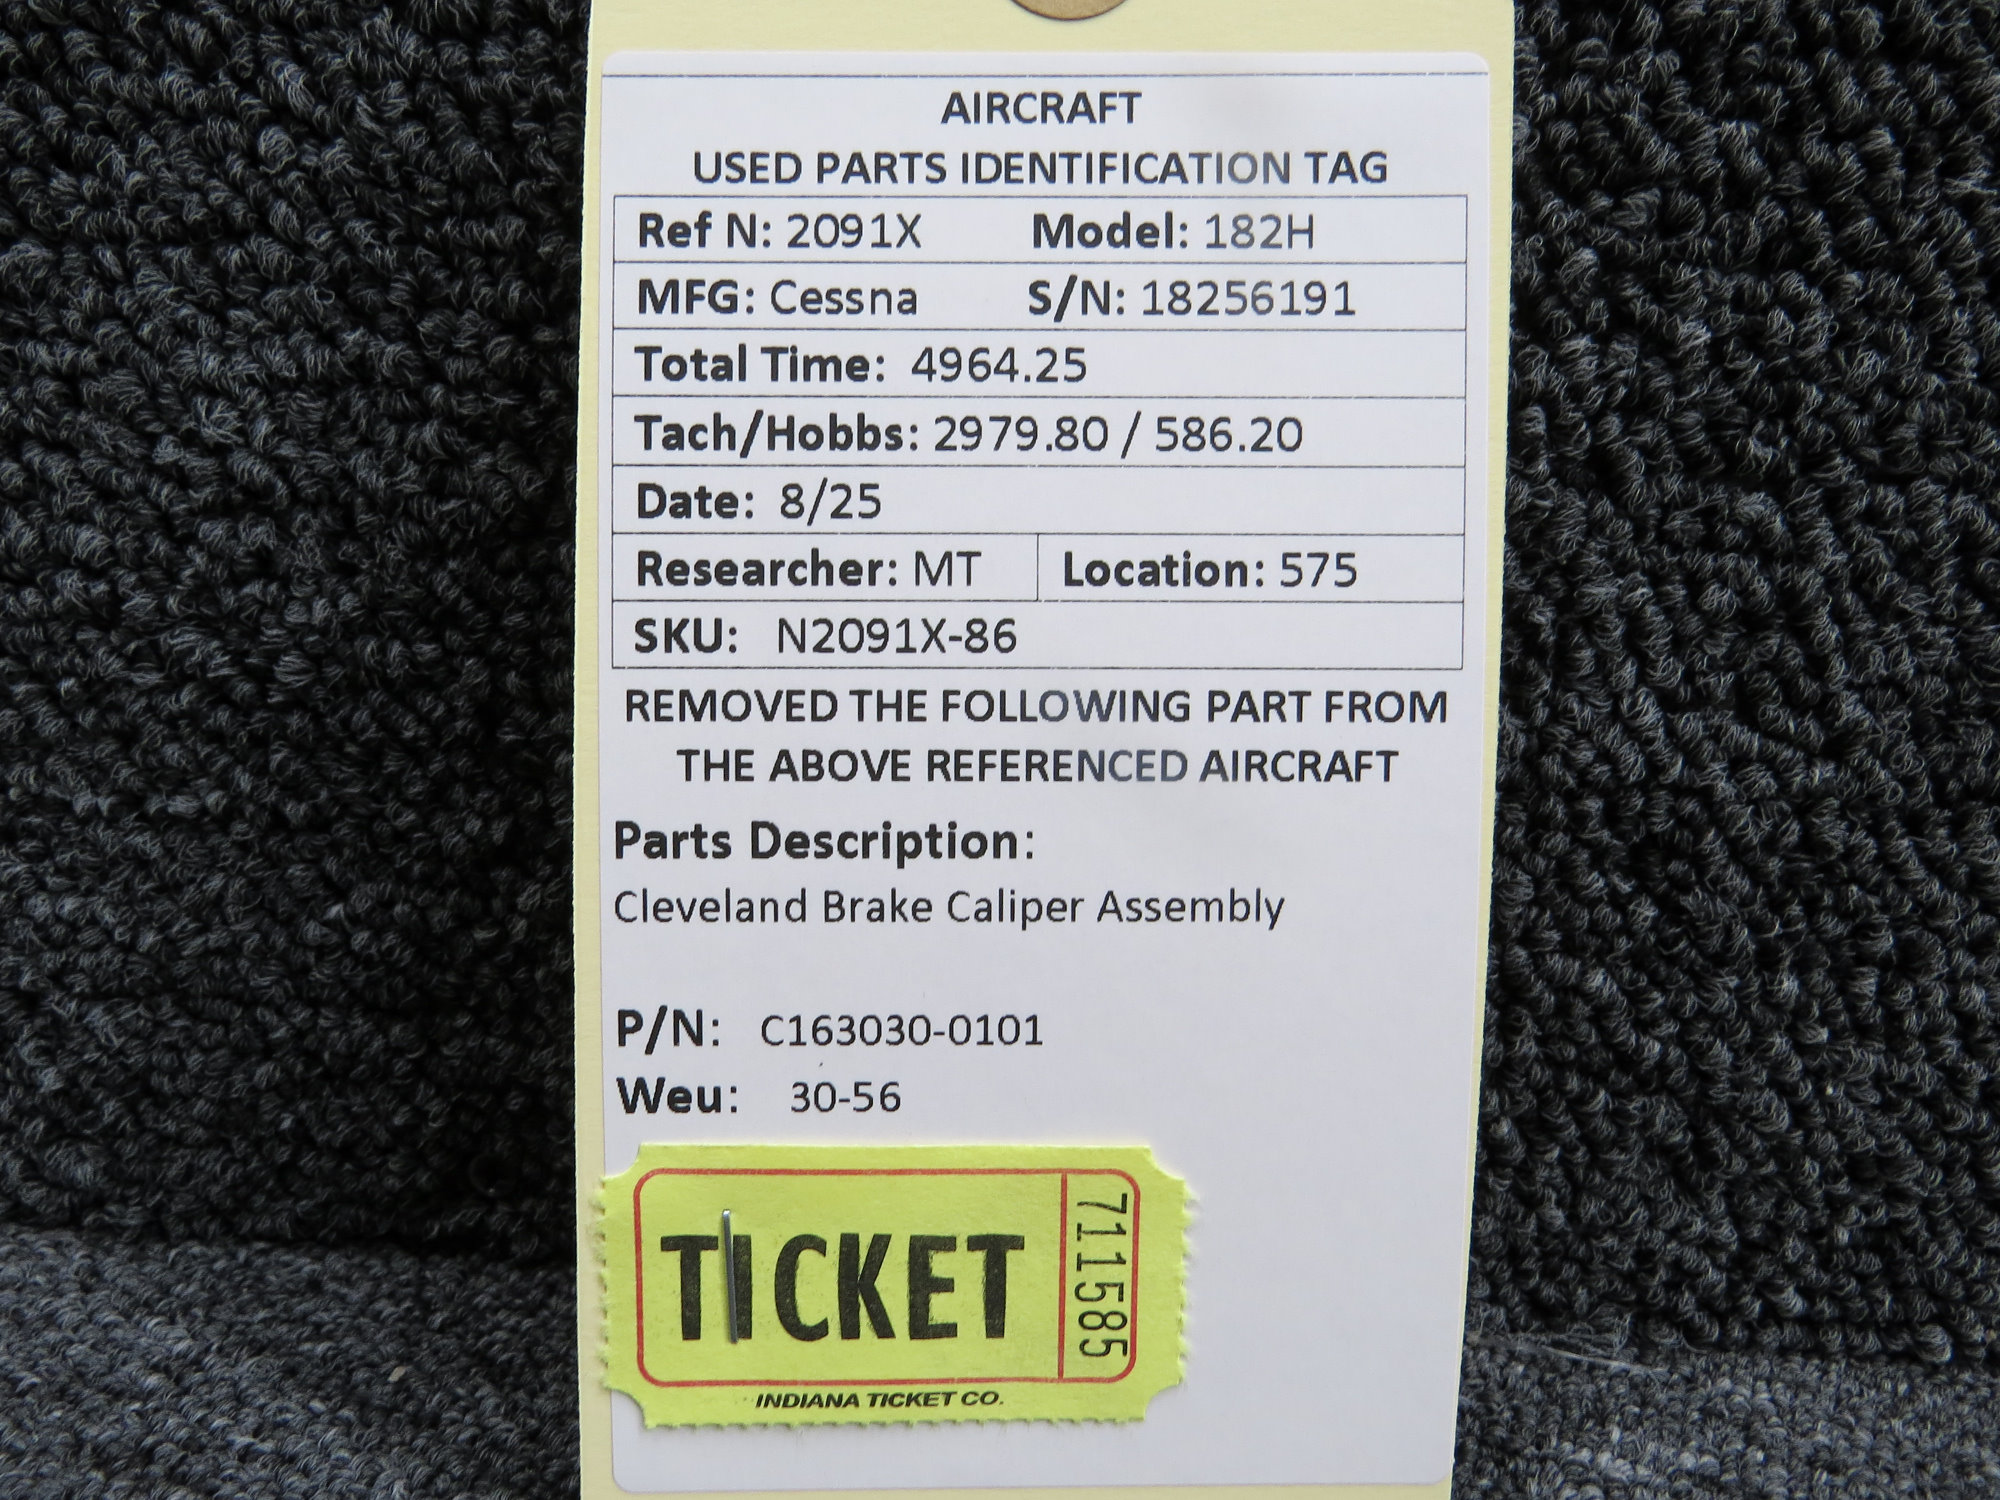 AIRCRAFT
USED PARTS IDENTIFICATION TAG
Ref N: 2091X Model: 182H
MFG: Cessna S/N: 18256191
Total Time: 4964.25
Tach/Hobbs: 2979.80 / 586.20
Date: 8/25
Researcher: MT Location: 575
SKU: N2091X-86
REMOVED THE FOLLOWING PART FROM
THE ABOVE REFERENCED AIRCRAFT
Parts Description:
Cleveland Brake Caliper Assembly
P/N: C163030-0101
Weu: 30-56
TICKET
711585
INDIANA TICKET CO.